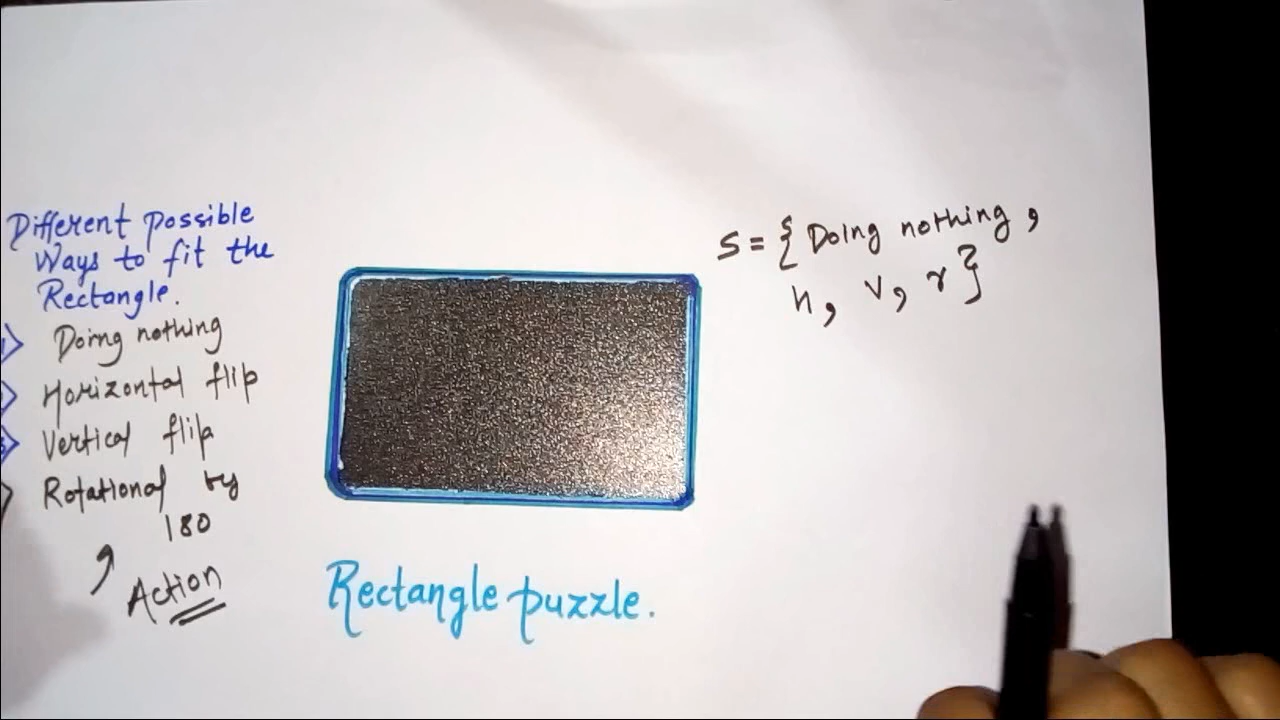 Different possible
Ways to fit the
Rectangle.
Doing nothing
Horizontal flip
Vertical flip
Rotational by
180
Action
Rectangle puzzle.
S = { Doing nothing ,
h, v, r }